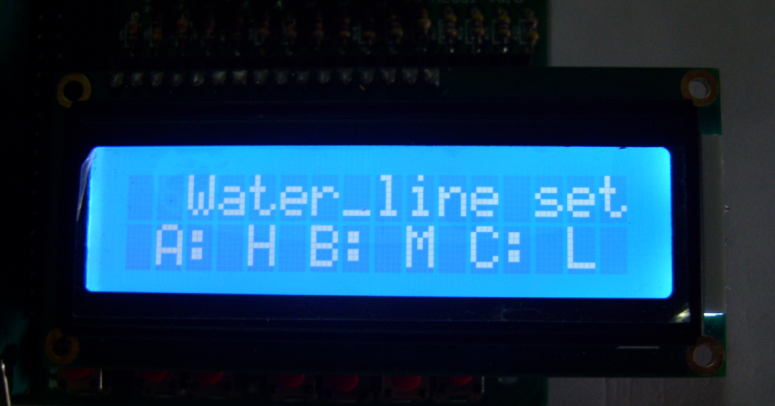 Water_line set
A: H B: M C: L